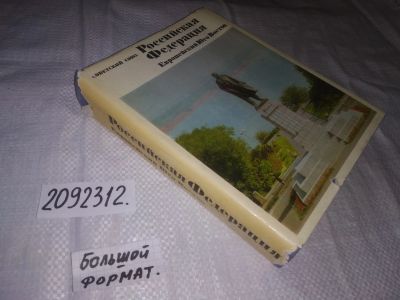 Советский Союз
Российская
Федерация
Европейский Юго-Восток
Российская Федерация
2092312.
большой
формат.